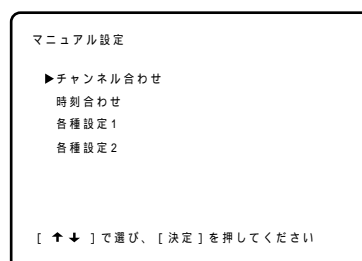 マニュアル設定
▶チャンネル合わせ
時刻合わせ
各種設定1
各種設定2
[ ↑↓ ]で選び、[決定]を押してください